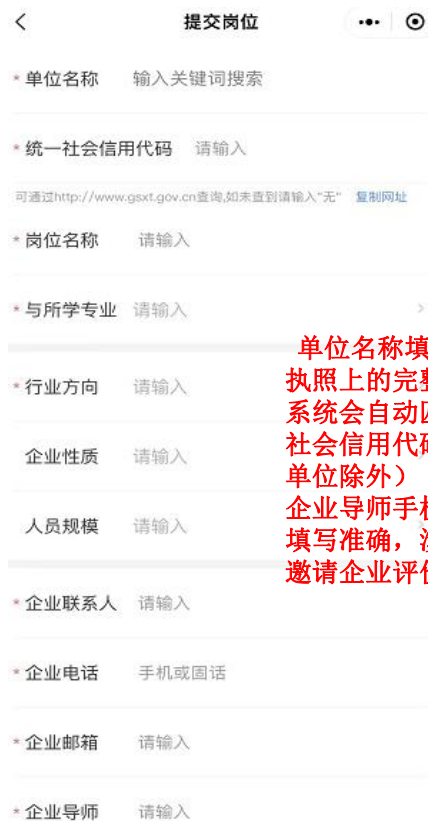 提交岗位
* 单位名称 输入关键词搜索
* 统一社会信用代码 请输入
可通过http://www.gsxt.gov.cn查询,如未查到请输入"无" 复制网址
* 岗位名称 请输入
* 与所学专业 请输入
单位名称填
执照上的完
系统会自动
社会信用代
单位除外）
企业导师手
填写准确，
邀请企业评
* 行业方向 请输入
企业性质 请输入
人员规模 请输入
* 企业联系人 请输入
* 企业电话 手机或固话
* 企业邮箱 请输入
* 企业导师 请输入